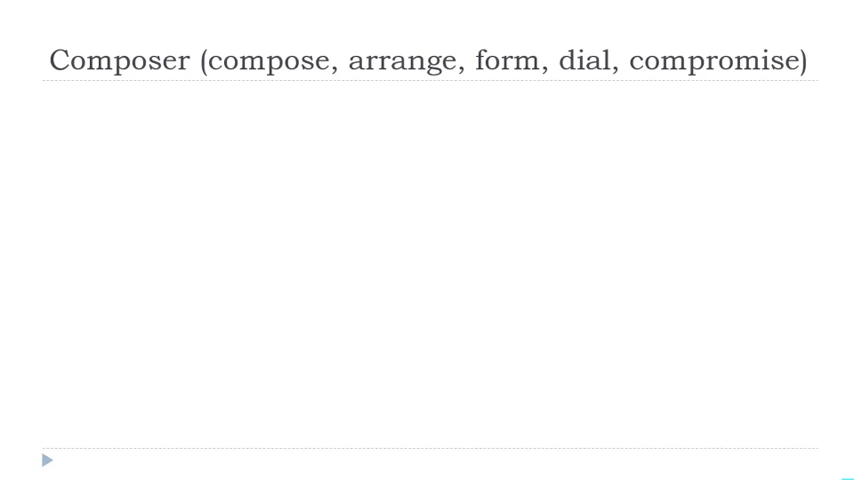 Composer (compose, arrange, form, dial, compromise)